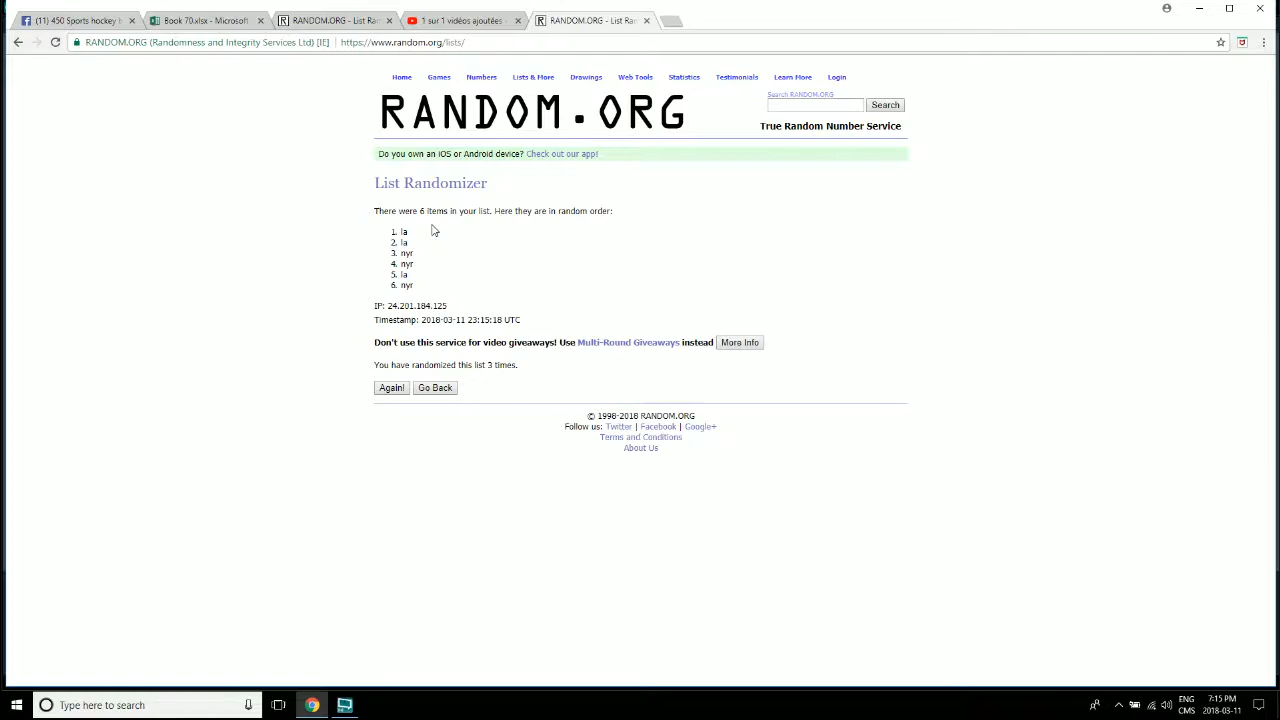 (11) 450 Sports hockey b
Book 70.xlsx - Microsoft
RANDOM.ORG - List Ran
1 sur 1 vidéos ajoutées
RANDOM.ORG - List Ran
RANDOM.ORG (Randomness and Integrity Services Ltd) [IE] https://www.random.org/lists/
Home Games Numbers Lists & More Drawings Web Tools Statistics Testimonials Learn More Login
Search RANDOM.ORG
RANDOM.ORG
Search
True Random Number Service
Do you own an iOS or Android device? Check out our app!
List Randomizer
There were 6 items in your list. Here they are in random order:
1. la
2. la
3. nyr
4. nyr
5. la
6. nyr
IP: 24.201.184.125
Timestamp: 2018-03-11 23:15:18 UTC
Don't use this service for video giveaways! Use Multi-Round Giveaways instead More Info
You have randomized this list 3 times.
Again! Go Back
© 1998-2018 RANDOM.ORG
Follow us: Twitter | Facebook | Google+
Terms and Conditions
About Us
Type here to search
ENG
CMS
7:15 PM
2018-03-11